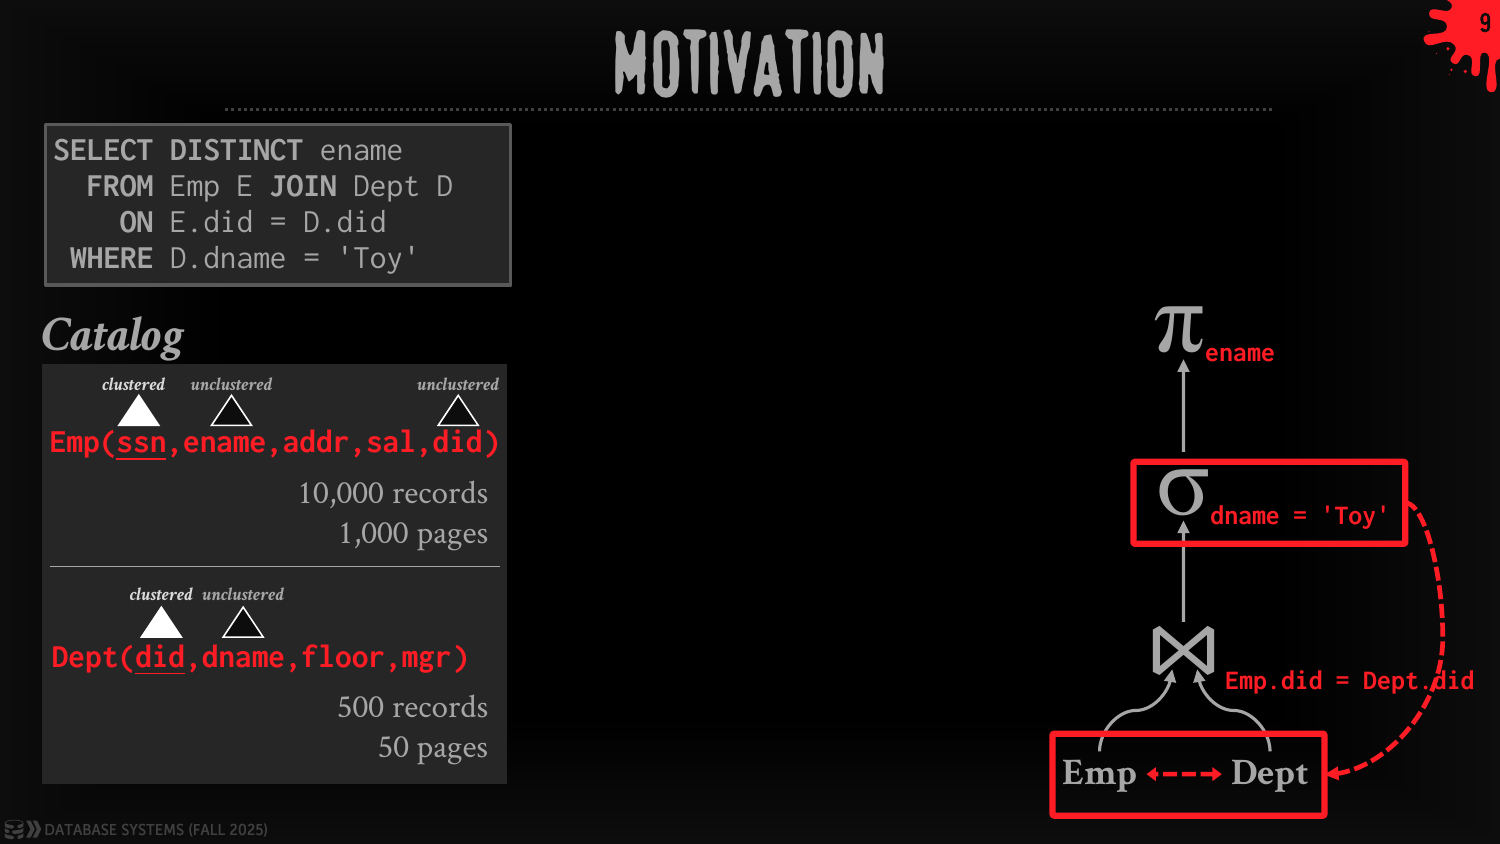 9
MOTIVATION
SELECT DISTINCT ename
FROM Emp E JOIN Dept D
ON E.did = D.did
WHERE D.dname = 'Toy'
Catalog
clustered unclustered unclustered
Emp(ssn,ename,addr,sal,did)
10,000 records
1,000 pages
clustered unclustered
Dept(did,dname,floor,mgr)
500 records
50 pages
π ename
σ dname = 'Toy'
⋈ Emp.did = Dept.did
Emp Dept
DATABASE SYSTEMS (FALL 2025)